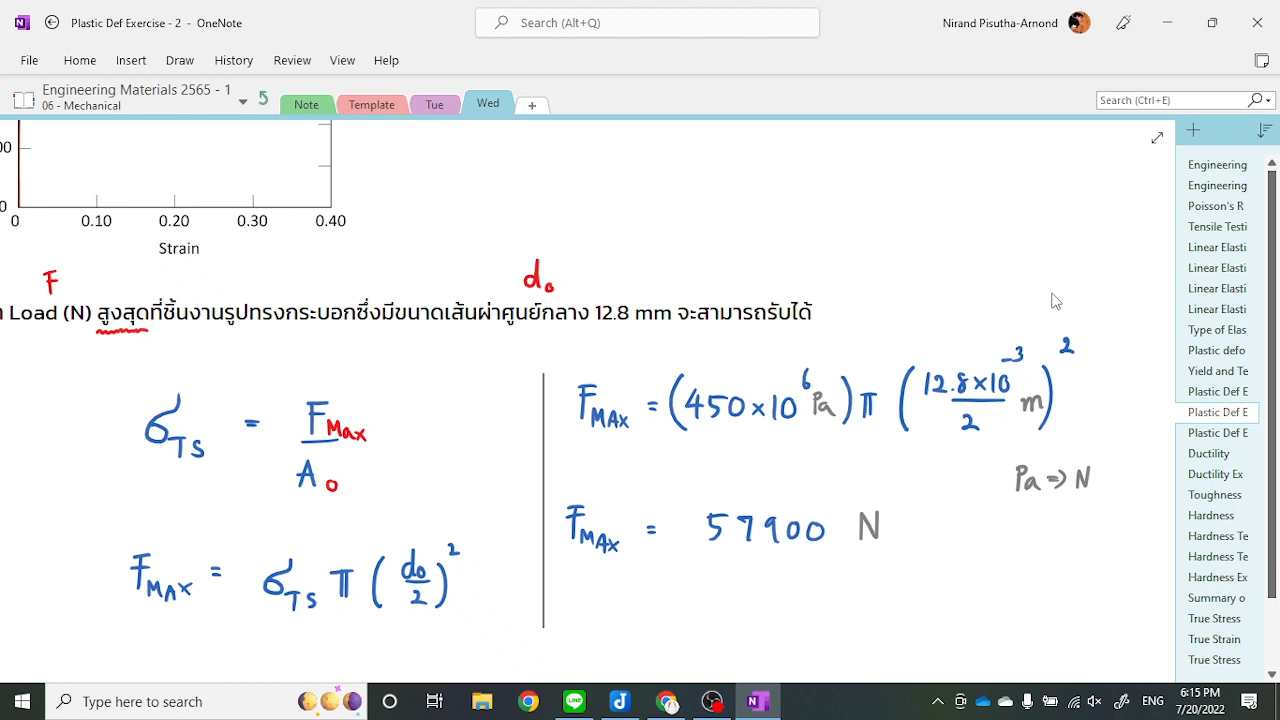 Plastic Def Exercise - 2 - OneNote
Search (Alt+Q)
Nirand Pisutha-Arnond
File Home Insert Draw History Review View Help
Engineering Materials 2565 - 1
06 - Mechanical
Note Template Tue Wed +
Search (Ctrl+E)
00
0
0 0.10 0.20 0.30 0.40
Strain
F
d₀
Load (N) สูงสุดที่ชิ้นงานรูปทรงกระบอกซึ่งมีขนาดเส้นผ่าศูนย์กลาง 12.8 mm จะสามารถรับได้
σTS = FMax / A0
FMAX = σTS π (d₀/2)²
FMAX = (450×10⁶ Pa) π (12.8×10⁻³/2 m)²
Pa => N
FMAX = 57900 N
Engineering
Engineering
Poisson's R
Tensile Testi
Linear Elasti
Linear Elasti
Linear Elasti
Linear Elasti
Type of Elas
Plastic defo
Yield and Te
Plastic Def E
Plastic Def E
Plastic Def E
Ductility
Ductility Ex
Toughness
Hardness
Hardness Te
Hardness Te
Hardness Ex
Summary o
True Stress
True Strain
True Stress
Type here to search
6:15 PM
7/20/2022